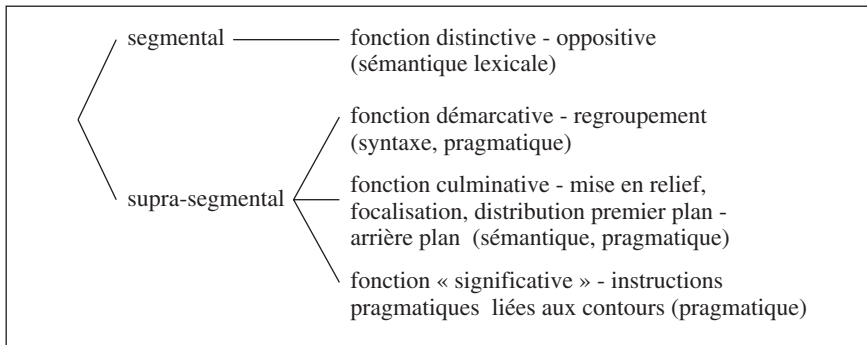 segmental fonction distinctive - oppositive
(sémantique lexicale)
fonction démarcative - regroupement
(syntaxe, pragmatique)
supra-segmental fonction culminative - mise en relief,
focalisation, distribution premier plan -
arrière plan (sémantique, pragmatique)
fonction « significative » - instructions
pragmatiques liées aux contours (pragmatique)